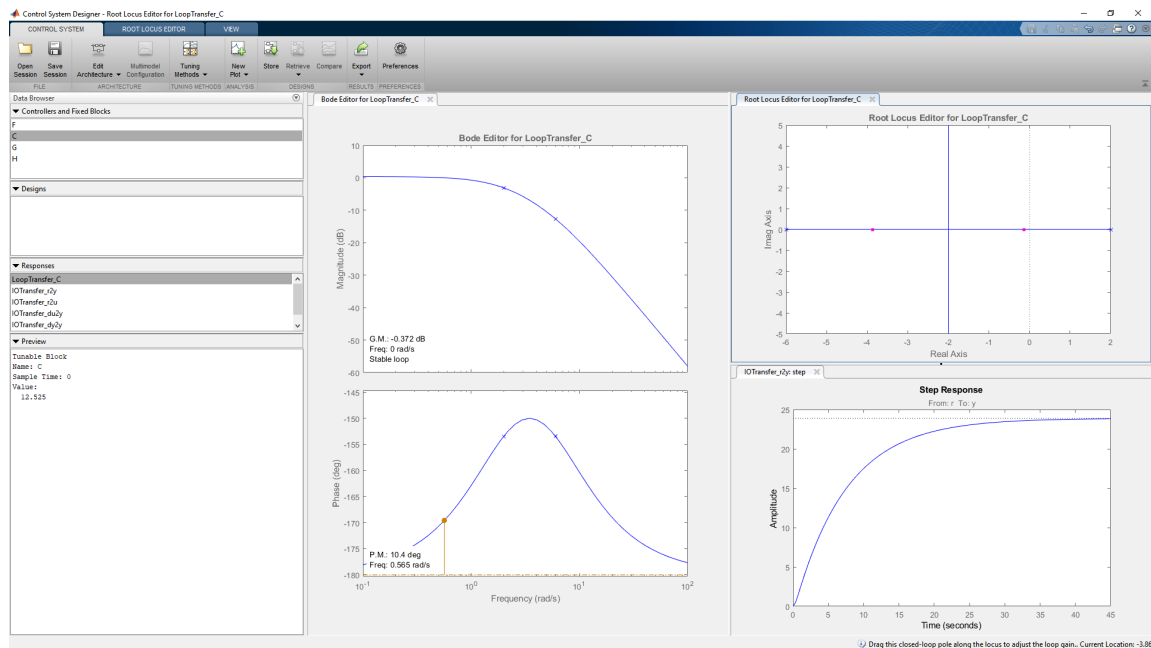 Control System Designer - Root Locus Editor for LoopTransfer_C
CONTROL SYSTEM
ROOT LOCUS EDITOR
VIEW
Open Session
Save Session
Edit Architecture
Multimodel Configuration
Tuning Methods
New Plot
Store
Retrieve
Compare
Export
Preferences
FILE
ARCHITECTURE
TUNING METHODS
ANALYSIS
DESIGNS
RESULTS
PREFERENCES
Data Browser
Controllers and Fixed Blocks
F
C
G
H
Designs
Responses
LoopTransfer_C
IOTransfer_r2y
IOTransfer_r2u
IOTransfer_du2y
IOTransfer_dy2y
Preview
Tunable Block
Name: C
Sample Time: 0
Value:
12.525
Bode Editor for LoopTransfer_C
Bode Editor for LoopTransfer_C
10
0
-10
-20
-30
-40
-50
-60
Magnitude (dB)
G.M.: -0.372 dB
Freq: 0 rad/s
Stable loop
-145
-150
-155
-160
-165
-170
-175
-180
Phase (deg)
P.M.: 10.4 deg
Freq: 0.565 rad/s
10-1
100
101
102
Frequency (rad/s)
Root Locus Editor for LoopTransfer_C
Root Locus Editor for LoopTransfer_C
5
4
3
2
1
0
-1
-2
-3
-4
-5
Imag Axis
-6 -5 -4 -3 -2 -1 0 1 2
Real Axis
IOTransfer_r2y: step
Step Response
From: r To: y
25
20
15
10
5
0
Amplitude
0 5 10 15 20 25 30 35 40 45
Time (seconds)
Drag this closed-loop pole along the locus to adjust the loop gain.. Current Location: -3.86